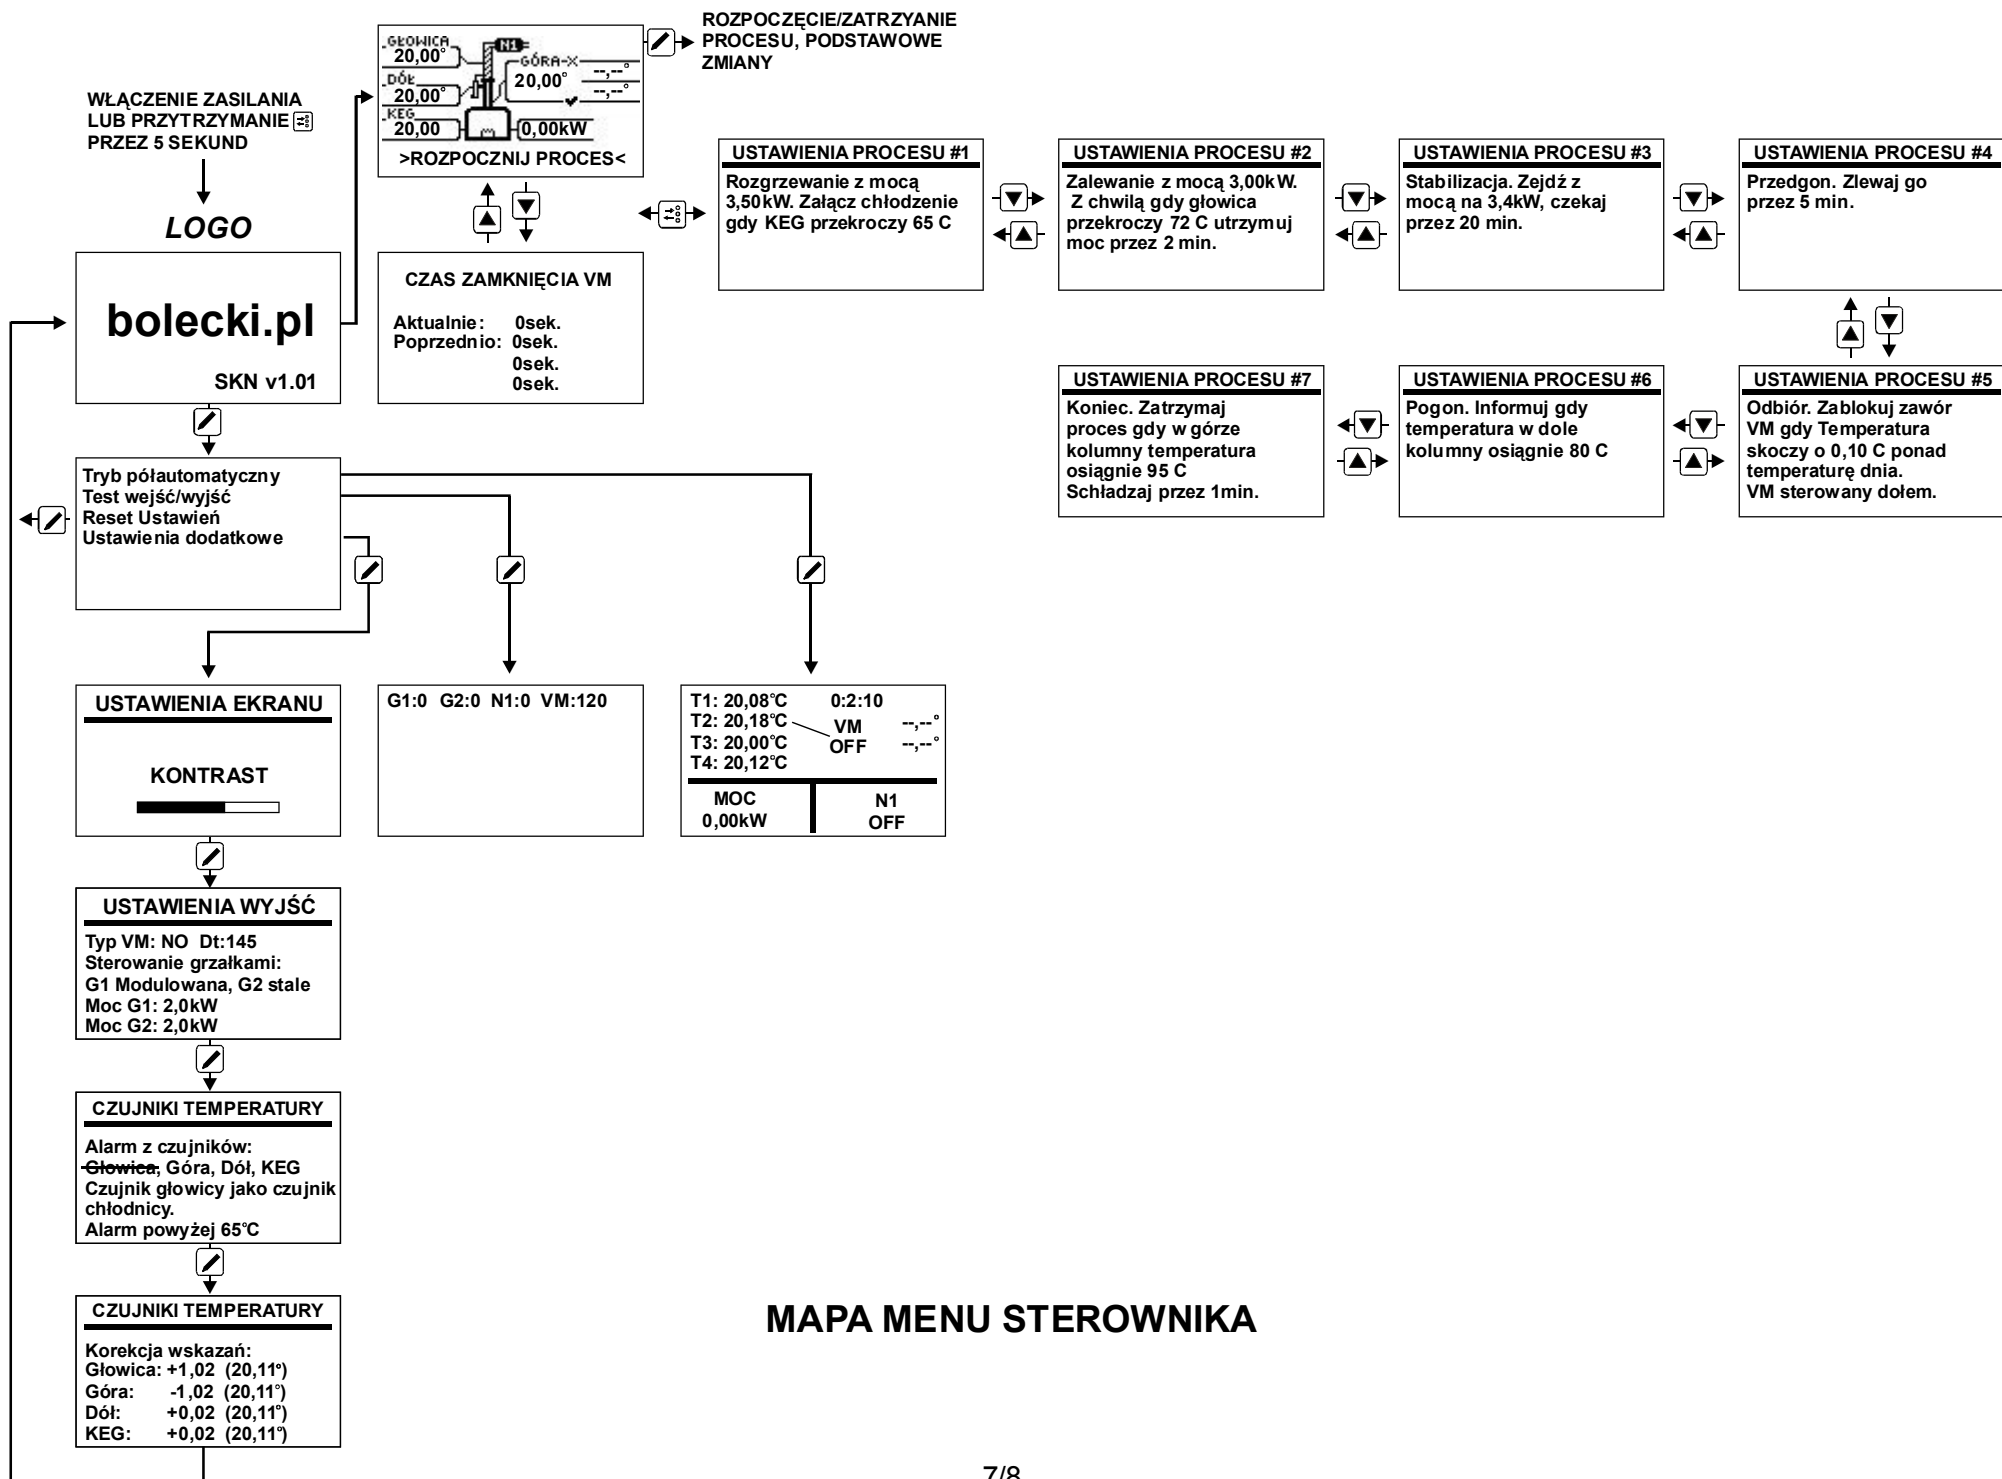 ROZPOCZĘCIE/ZATRZYANIE
PROCESU, PODSTAWOWE
ZMIANY
WŁĄCZENIE ZASILANIA
LUB PRZYTRZYMANIE
PRZEZ 5 SEKUND
GŁOWICA
20,00°
N1
GÓRA-X
20,00°
--,--°
--,--°
DÓŁ
20,00°
KEG
20,00
0,00kW
>ROZPOCZNIJ PROCES<
LOGO
bolecki.pl
SKN v1.01
CZAS ZAMKNIĘCIA VM
Aktualnie: 0sek.
Poprzednio: 0sek.
0sek.
0sek.
USTAWIENIA PROCESU #1
Rozgrzewanie z mocą
3,50kW. Załącz chłodzenie
gdy KEG przekroczy 65 C
USTAWIENIA PROCESU #2
Zalewanie z mocą 3,00kW.
Z chwilą gdy głowica
przekroczy 72 C utrzymuj
moc przez 2 min.
USTAWIENIA PROCESU #3
Stabilizacja. Zejdź z
mocą na 3,4kW, czekaj
przez 20 min.
USTAWIENIA PROCESU #4
Przedgon. Zlewaj go
przez 5 min.
USTAWIENIA PROCESU #7
Koniec. Zatrzymaj
proces gdy w górze
kolumny temperatura
osiągnie 95 C
Schładzaj przez 1min.
USTAWIENIA PROCESU #6
Pogon. Informuj gdy
temperatura w dole
kolumny osiągnie 80 C
USTAWIENIA PROCESU #5
Odbiór. Zablokuj zawór
VM gdy Temperatura
skoczy o 0,10 C ponad
temperaturę dnia.
VM sterowany dołem.
Tryb półautomatyczny
Test wejść/wyjść
Reset Ustawień
Ustawienia dodatkowe
USTAWIENIA EKRANU
KONTRAST
G1:0 G2:0 N1:0 VM:120
T1: 20,08°C 0:2:10
T2: 20,18°C VM --,--°
T3: 20,00°C OFF --,--°
T4: 20,12°C
MOC
0,00kW
N1
OFF
USTAWIENIA WYJŚĆ
Typ VM: NO Dt:145
Sterowanie grzałkami:
G1 Modulowana, G2 stale
Moc G1: 2,0kW
Moc G2: 2,0kW
CZUJNIKI TEMPERATURY
Alarm z czujników:
Głowica, Góra, Dół, KEG
Czujnik głowicy jako czujnik
chłodnicy.
Alarm powyżej 65°C
CZUJNIKI TEMPERATURY
Korekcja wskazań:
Głowica: +1,02 (20,11°)
Góra: -1,02 (20,11°)
Dół: +0,02 (20,11°)
KEG: +0,02 (20,11°)
MAPA MENU STEROWNIKA
7/8